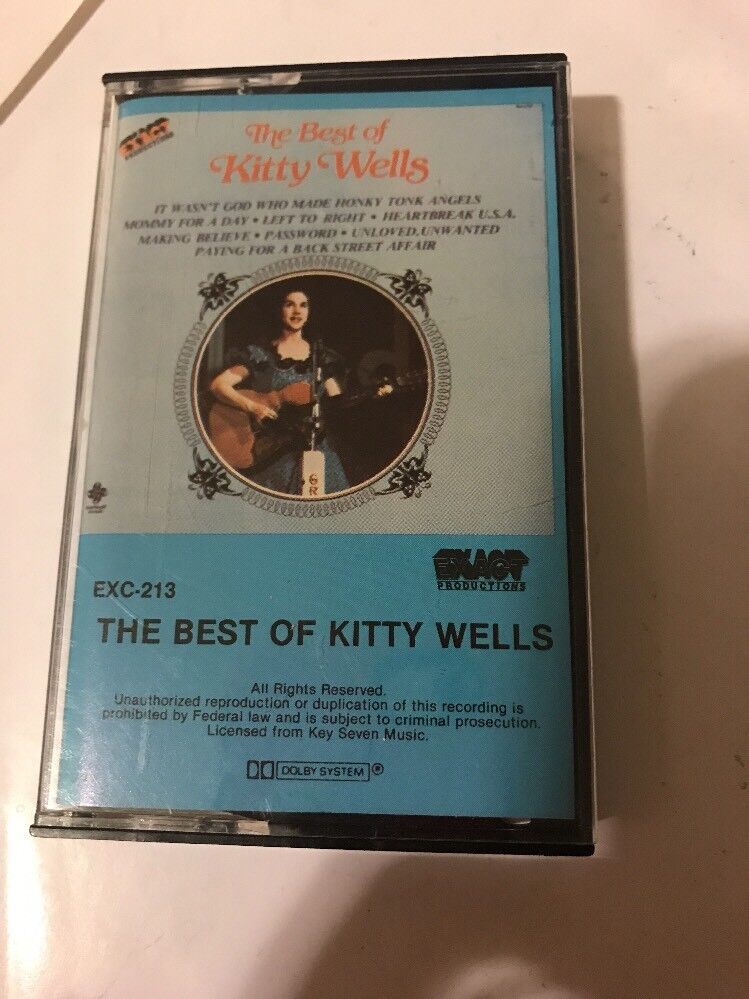 EXACT
PRODUCTIONS
The Best of
Kitty Wells
IT WASN'T GOD WHO MADE HONKY TONK ANGELS
MOMMY FOR A DAY • LEFT TO RIGHT • HEARTBREAK U.S.A.
MAKING BELIEVE • PASSWORD • UNLOVED, UNWANTED
PAYING FOR A BACK STREET AFFAIR
G
R
EXACT
PRODUCTIONS
EXC-213
THE BEST OF KITTY WELLS
All Rights Reserved.
Unauthorized reproduction or duplication of this recording is
prohibited by Federal law and is subject to criminal prosecution.
Licensed from Key Seven Music.
DOLBY SYSTEM ®